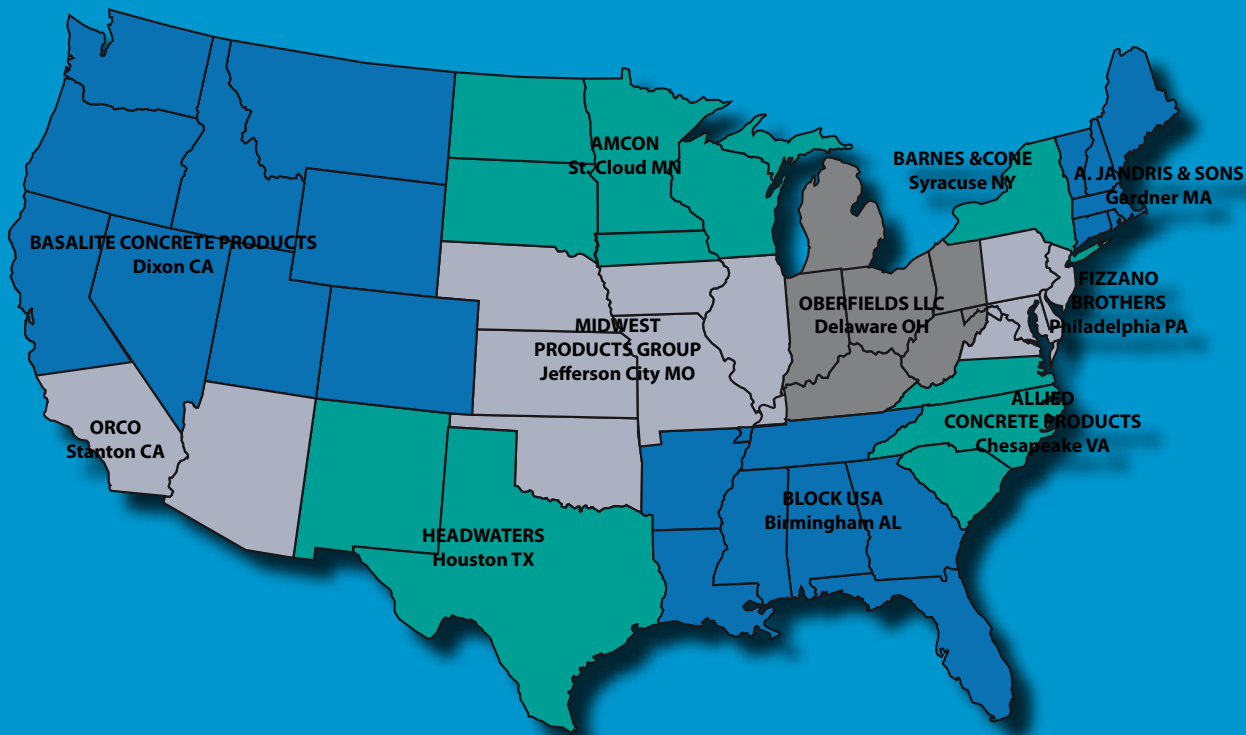 AMCON
St. Cloud MN
BARNES &CONE
Syracuse NY
A. JANDRIS & SONS
Gardner MA
BASALITE CONCRETE PRODUCTS
Dixon CA
MIDWEST
PRODUCTS GROUP
Jefferson City MO
OBERFIELDS LLC
Delaware OH
FIZZANO
BROTHERS
Philadelphia PA
ORCO
Stanton CA
ALLIED
CONCRETE PRODUCTS
Chesapeake VA
HEADWATERS
Houston TX
BLOCK USA
Birmingham AL